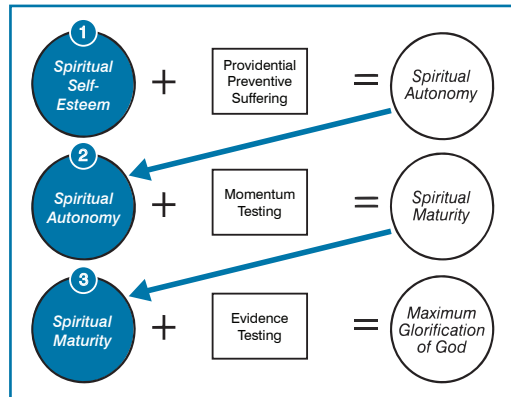 1
Spiritual
Self-
Esteem
+
Providential
Preventive
Suffering
=
Spiritual
Autonomy
2
Spiritual
Autonomy
+
Momentum
Testing
=
Spiritual
Maturity
3
Spiritual
Maturity
+
Evidence
Testing
=
Maximum
Glorification
of God